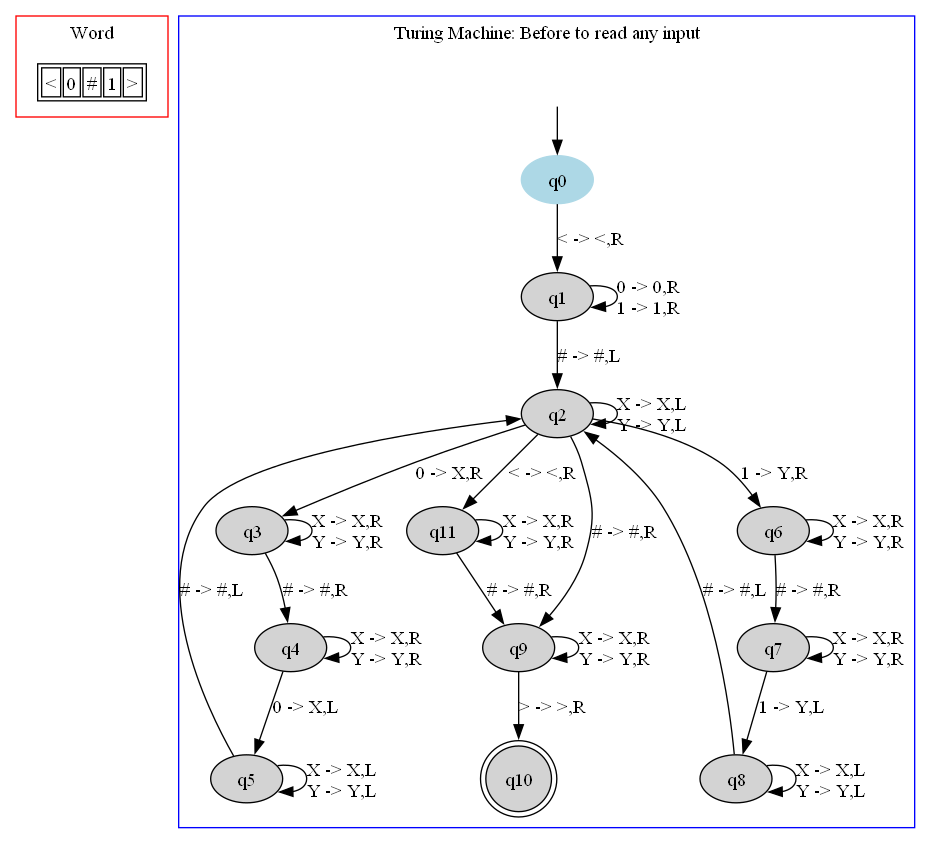 Word
< 0 # 1 >
Turing Machine: Before to read any input
q0
< -> <,R
q1
0 -> 0,R
1 -> 1,R
# -> #,L
q2
X -> X,L
Y -> Y,L
0 -> X,R
< -> <,R
# -> #,R
1 -> Y,R
q3
X -> X,R
Y -> Y,R
q11
X -> X,R
Y -> Y,R
q6
X -> X,R
Y -> Y,R
# -> #,L
# -> #,R
# -> #,R
# -> #,L
# -> #,R
q4
X -> X,R
Y -> Y,R
q9
X -> X,R
Y -> Y,R
q7
X -> X,R
Y -> Y,R
0 -> X,L
> -> >,R
1 -> Y,L
q5
X -> X,L
Y -> Y,L
q10
q8
X -> X,L
Y -> Y,L